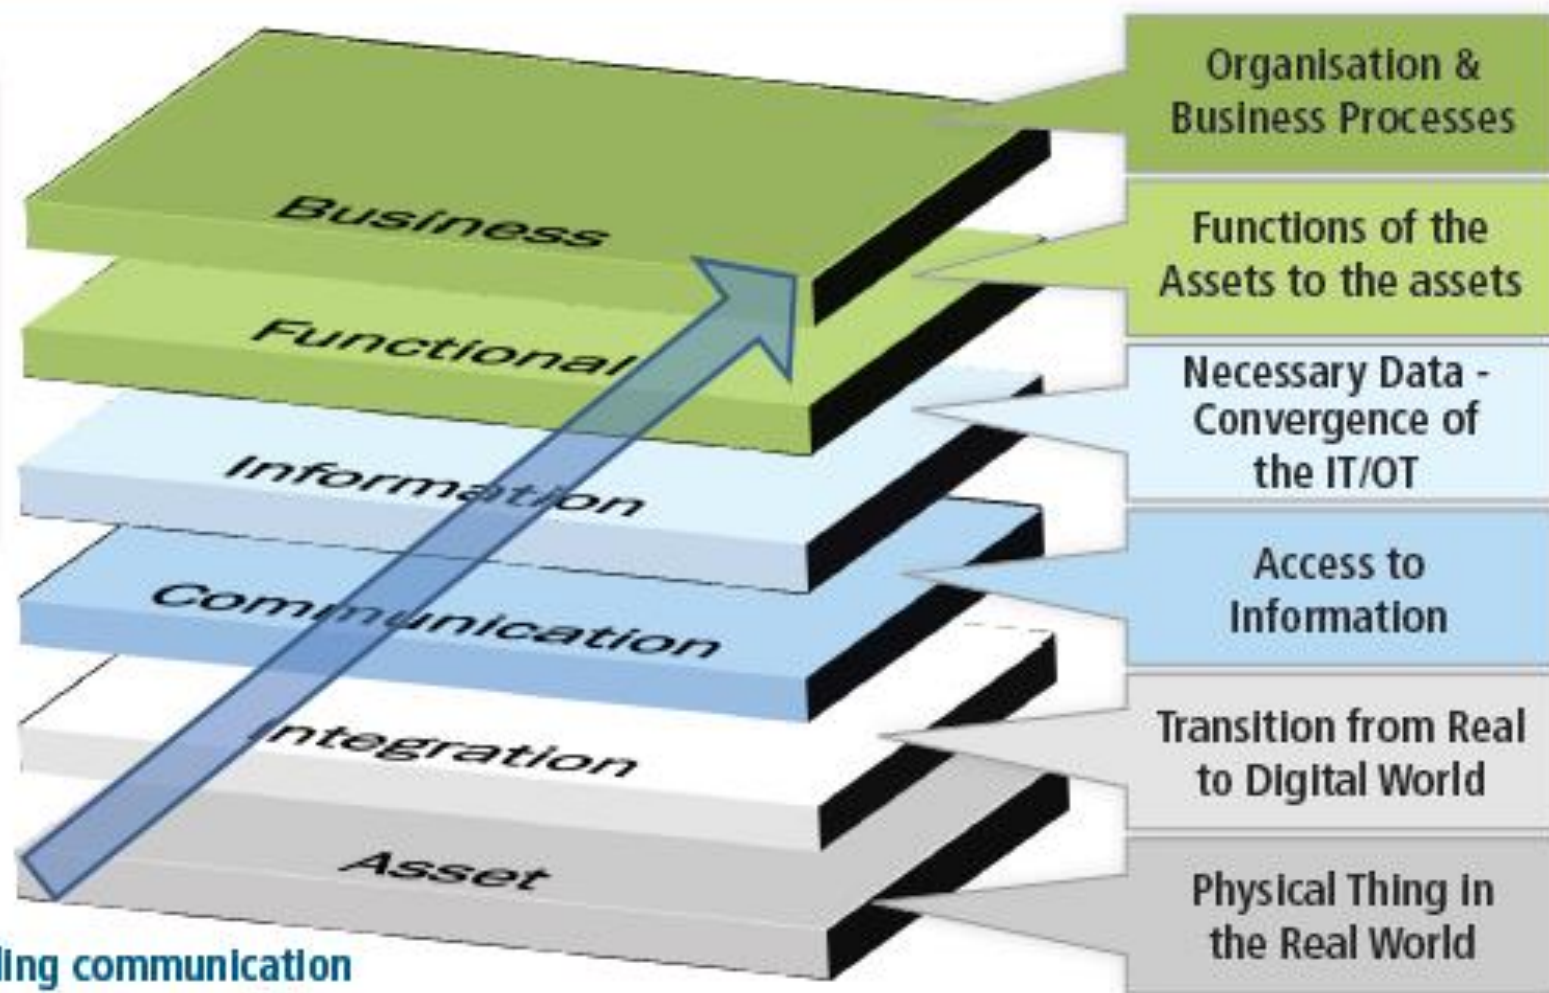 Business
Functional
Information
Communication
Integration
Asset
Organisation &
Business Processes
Functions of the
Assets to the assets
Necessary Data -
Convergence of
the IT/OT
Access to
Information
Transition from Real
to Digital World
Physical Thing in
the Real World
communication